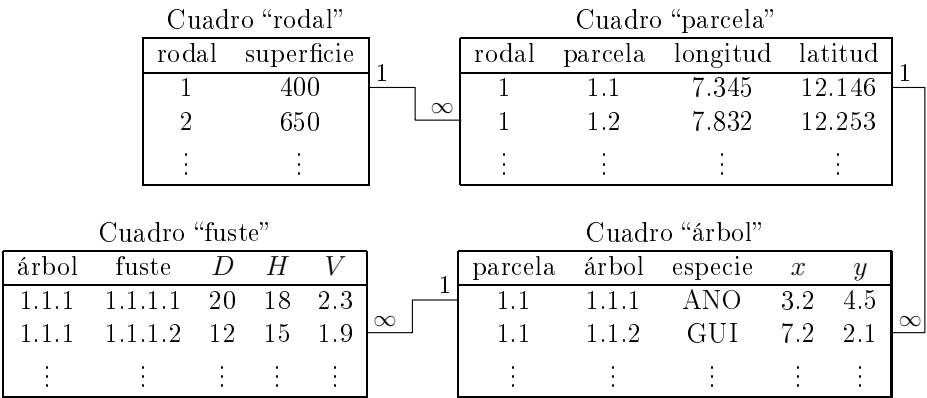 Cuadro “rodal”
rodal superficie
1 400
2 650
⋮ ⋮
1
∞
Cuadro “parcela”
rodal parcela longitud latitud
1 1.1 7.345 12.146
1 1.2 7.832 12.253
⋮ ⋮ ⋮ ⋮
1
Cuadro “fuste”
árbol fuste D H V
1.1.1 1.1.1.1 20 18 2.3
1.1.1 1.1.1.2 12 15 1.9
⋮ ⋮ ⋮ ⋮ ⋮
∞
1
Cuadro “árbol”
parcela árbol especie x y
1.1 1.1.1 ANO 3.2 4.5
1.1 1.1.2 GUI 7.2 2.1
⋮ ⋮ ⋮ ⋮ ⋮
∞